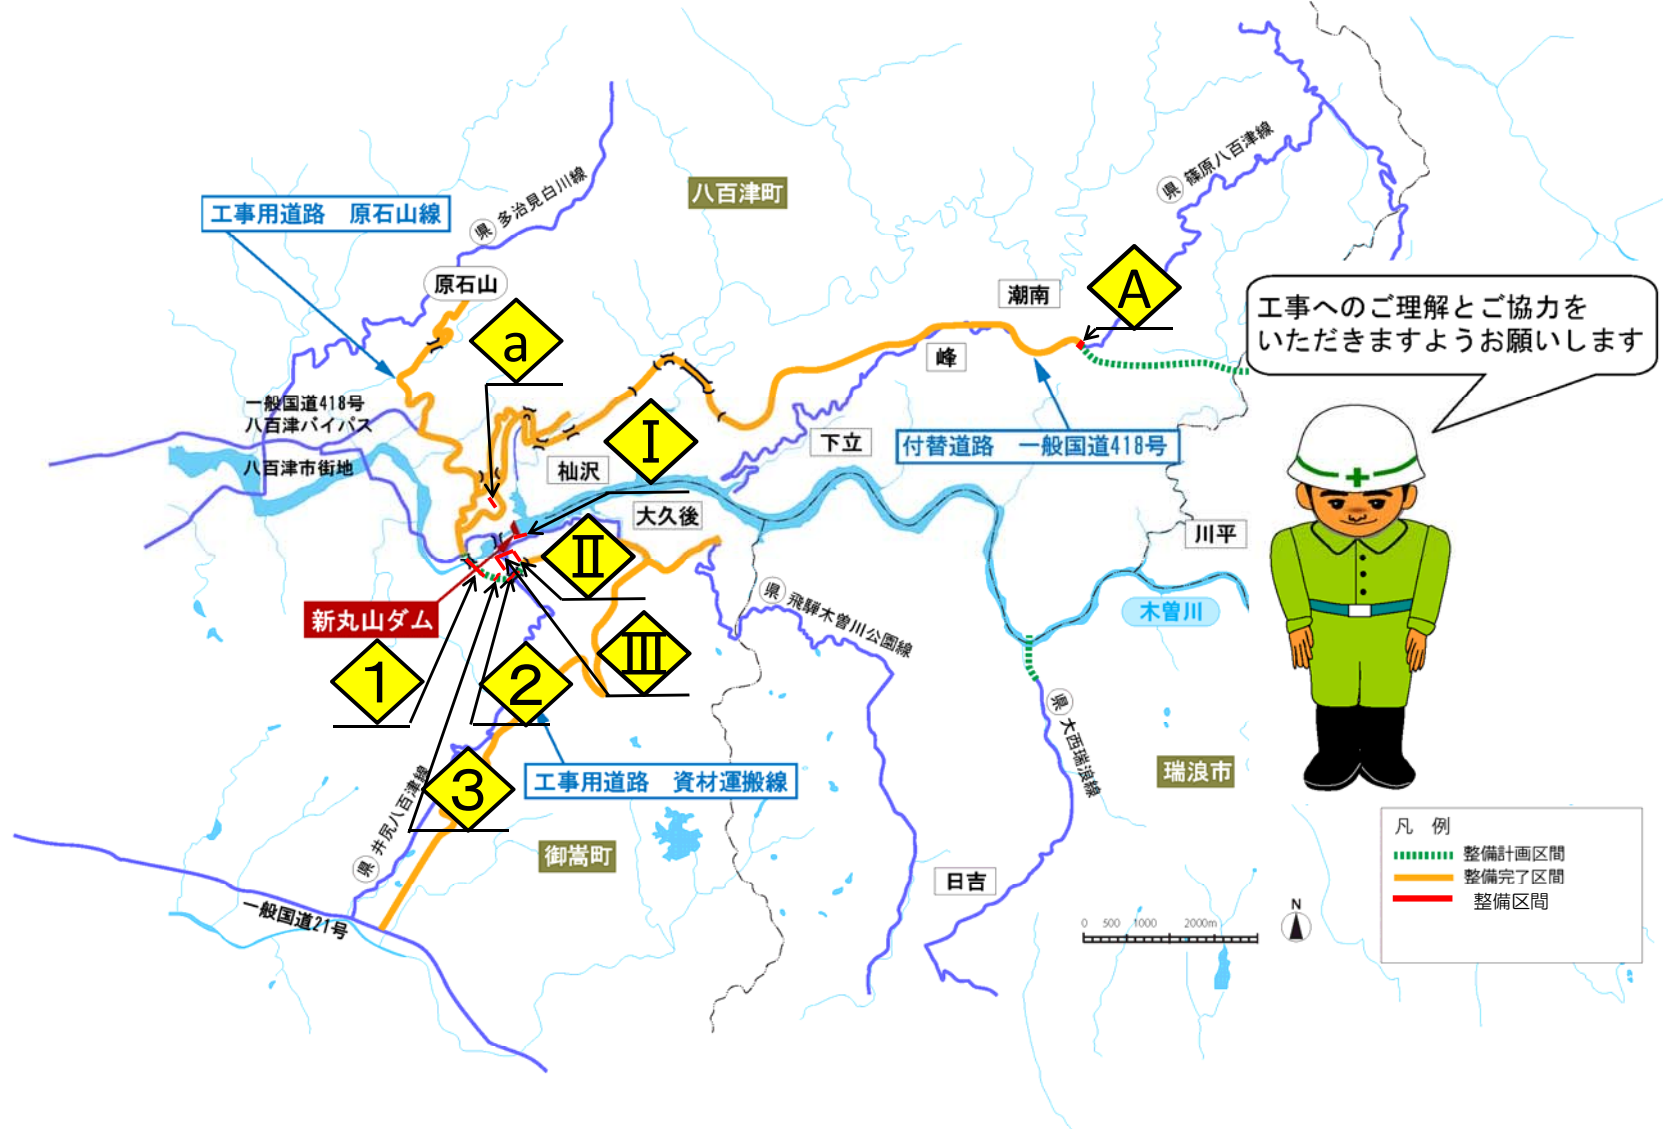 八百津町
県 多治見白川線
県 篠原八百津線
工事用道路　原石山線
原石山
A
潮南
工事へのご理解とご協力を
いただきますようお願いします
a
峰
一般国道418号
八百津バイパス
八百津市街地
I
下立
付替道路　一般国道418号
杣沢
大久後
川平
II
新丸山ダム
県 飛騨木曽川公園線
木曽川
III
1
2
県 大西瑞浪線
3
工事用道路　資材運搬線
瑞浪市
県 井尻八百津線
御嵩町
日吉
一般国道21号
0 500 1000 2000m
N
凡　例
整備計画区間
整備完了区間
整備区間